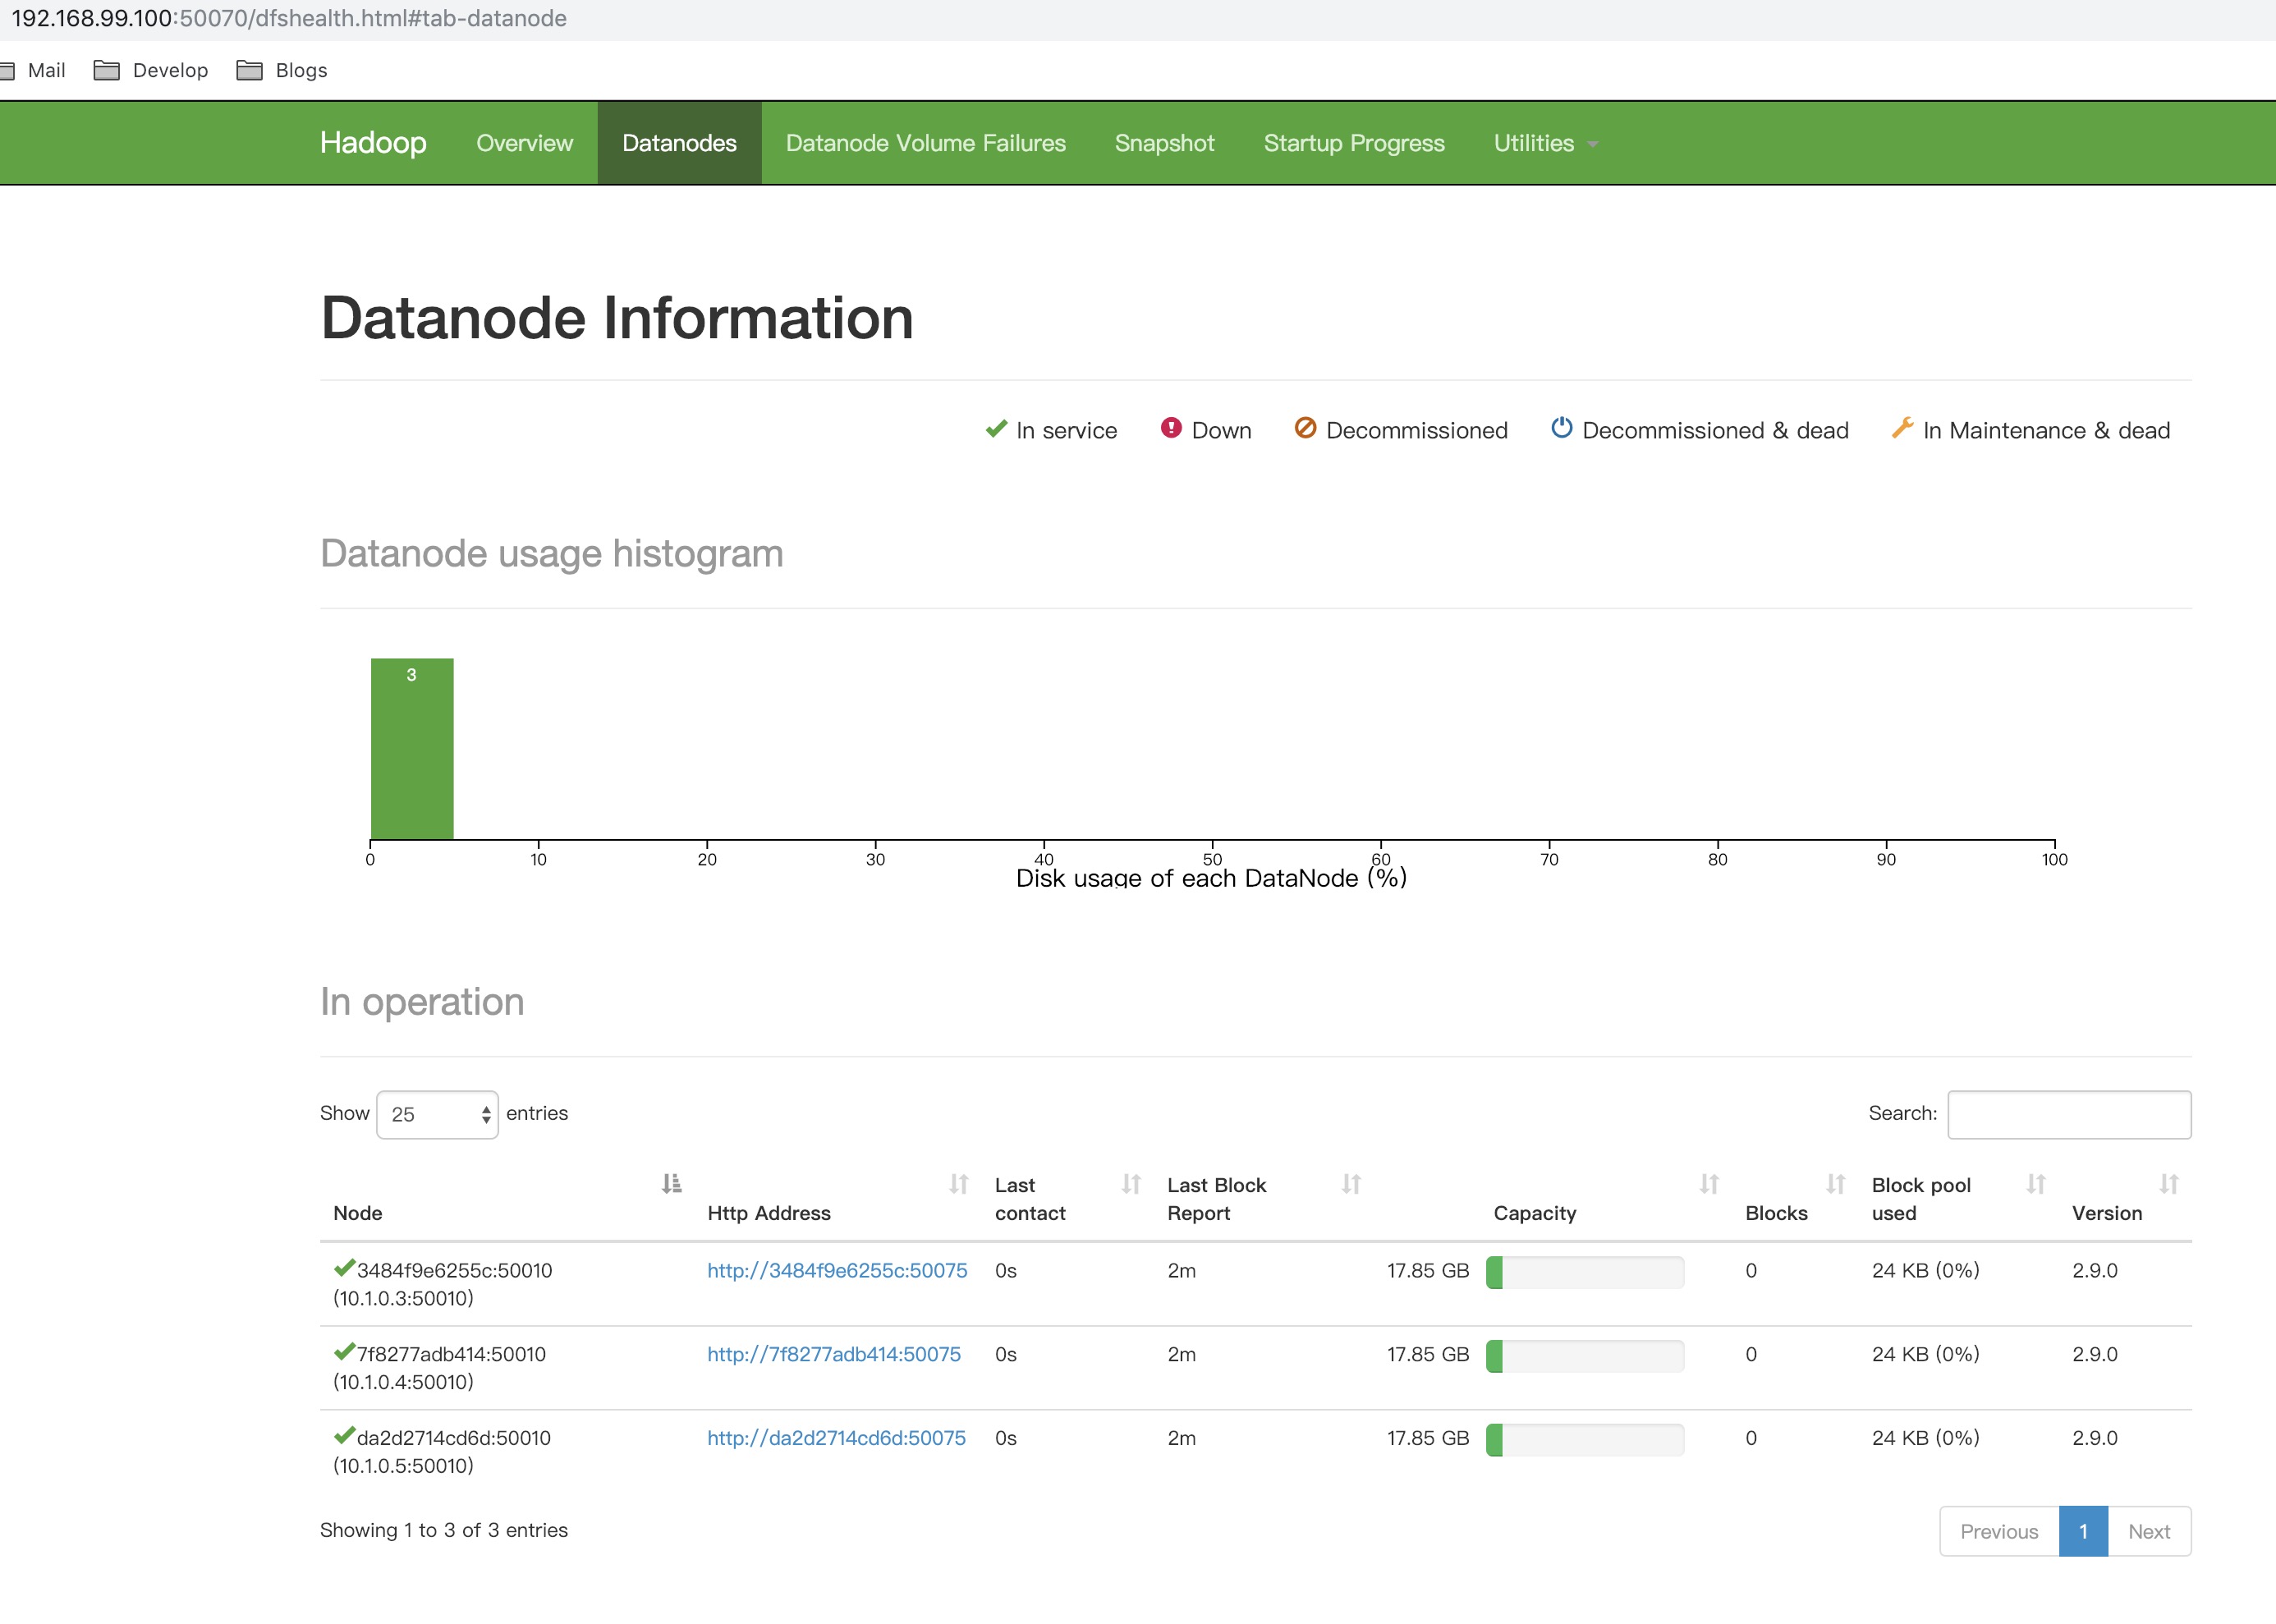 192.168.99.100:50070/dfshealth.html#tab-datanode
Mail Develop Blogs
Hadoop Overview Datanodes Datanode Volume Failures Snapshot Startup Progress Utilities
Datanode Information
In service Down Decommissioned Decommissioned & dead In Maintenance & dead
Datanode usage histogram
3
0 10 20 30 40 50 60 70 80 90 100
Disk usage of each DataNode (%)
In operation
Show 25 entries Search:
Node Http Address Last contact Last Block Report Capacity Blocks Block pool used Version
3484f9e6255c:50010 http://3484f9e6255c:50075 0s 2m 17.85 GB 0 24 KB (0%) 2.9.0
(10.1.0.3:50010)
7f8277adb414:50010 http://7f8277adb414:50075 0s 2m 17.85 GB 0 24 KB (0%) 2.9.0
(10.1.0.4:50010)
da2d2714cd6d:50010 http://da2d2714cd6d:50075 0s 2m 17.85 GB 0 24 KB (0%) 2.9.0
(10.1.0.5:50010)
Showing 1 to 3 of 3 entries Previous 1 Next